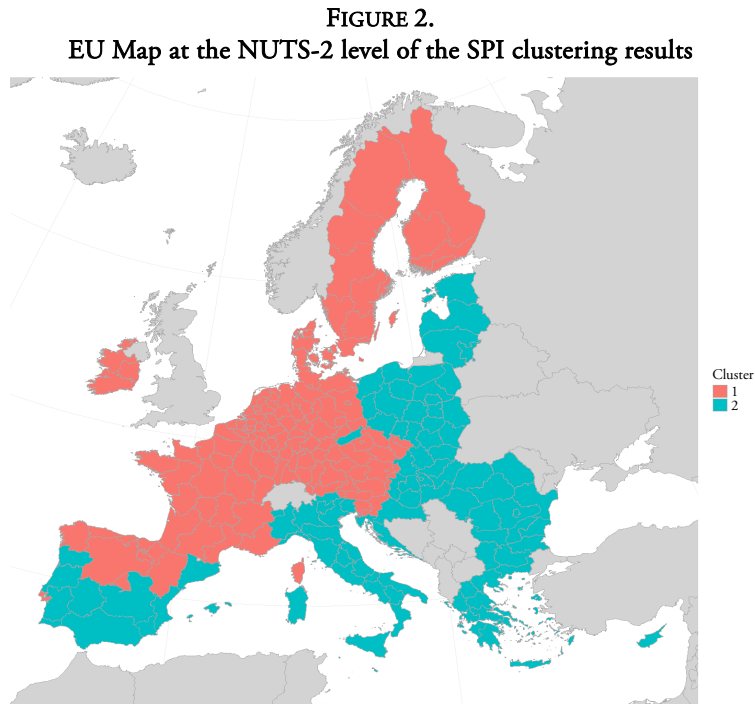 FIGURE 2.
EU Map at the NUTS-2 level of the SPI clustering results
Cluster
1
2